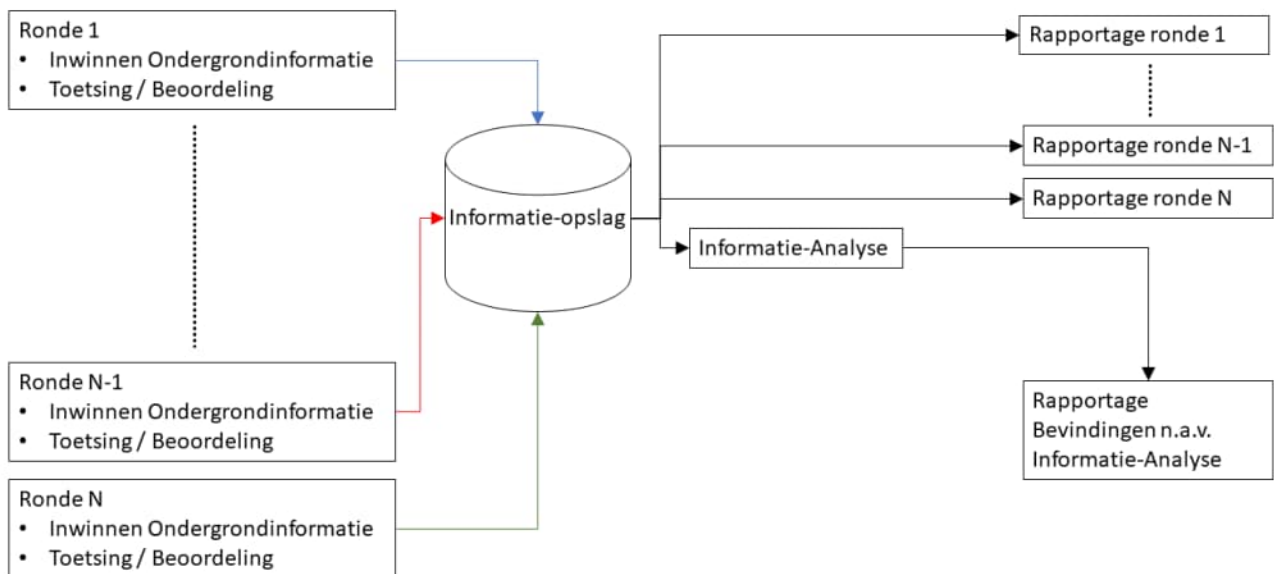 Ronde 1
• Inwinnen Ondergrondinformatie
• Toetsing / Beoordeling
Ronde N-1
• Inwinnen Ondergrondinformatie
• Toetsing / Beoordeling
Ronde N
• Inwinnen Ondergrondinformatie
• Toetsing / Beoordeling
Informatie-opslag
Informatie-Analyse
Rapportage ronde 1
Rapportage ronde N-1
Rapportage ronde N
Rapportage
Bevindingen n.a.v.
Informatie-Analyse